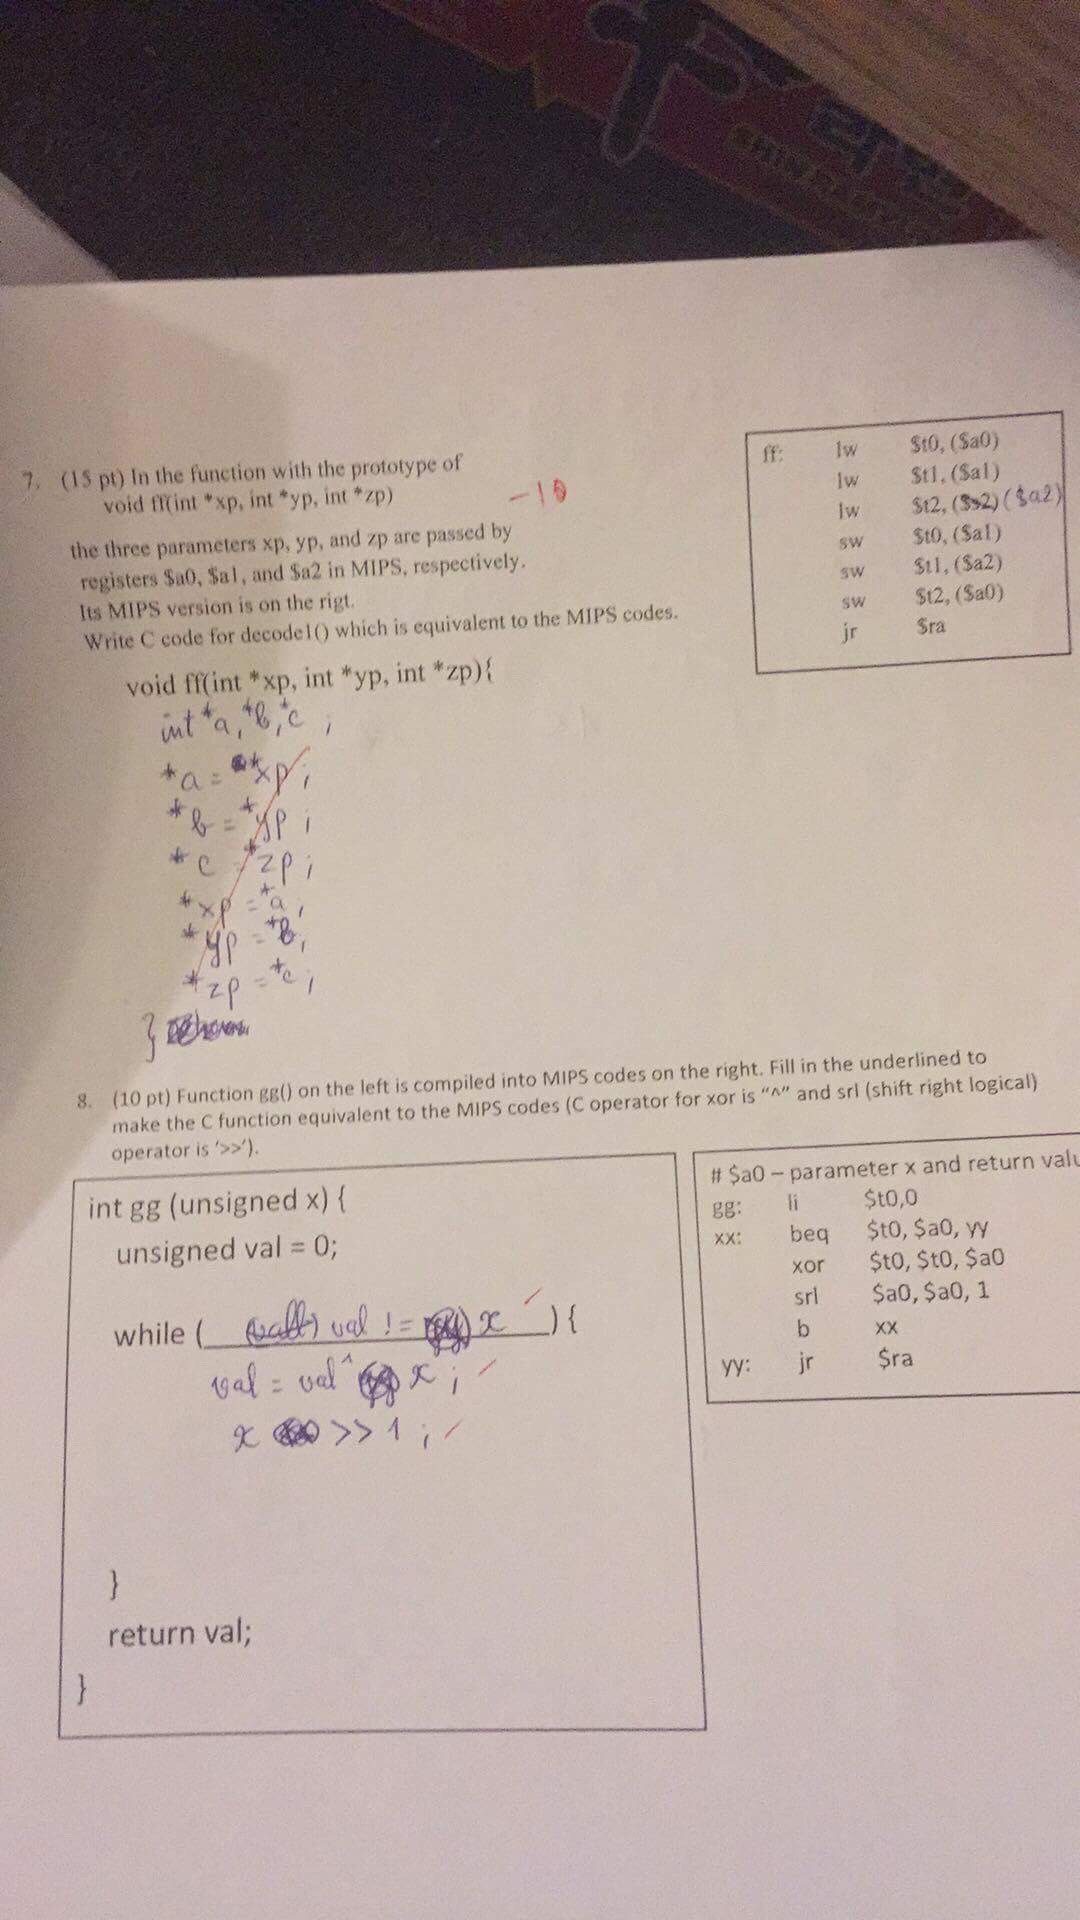 7. (15 pt) In the function with the prototype of
void ff(int *xp, int *yp, int *zp)
-10
the three parameters xp, yp, and zp are passed by
registers $a0, $a1, and $a2 in MIPS, respectively.
Its MIPS version is on the rigt.
Write C code for decode1() which is equivalent to the MIPS codes.
ff: lw $t0, ($a0)
lw $t1, ($a1)
lw $t2, ($s2) ($a2)
sw $t0, ($a1)
sw $t1, ($a2)
sw $t2, ($a0)
jr $ra
void ff(int *xp, int *yp, int *zp){
int *a, *b, *c ;
*a = *xp ;
*b = *yp ;
*c = *zp ;
*xp = *a ;
*yp = *b ;
*zp = *c ;
}
8. (10 pt) Function gg() on the left is compiled into MIPS codes on the right. Fill in the underlined to
make the C function equivalent to the MIPS codes (C operator for xor is "^" and srl (shift right logical)
operator is '>>').
int gg (unsigned x) {
unsigned val = 0;
while ( val != x ) {
val = val ^ x ;
x >> 1 ;
}
return val;
}
# $a0 – parameter x and return valu
gg: li $t0,0
xx: beq $t0, $a0, yy
xor $t0, $t0, $a0
srl $a0, $a0, 1
b xx
yy: jr $ra